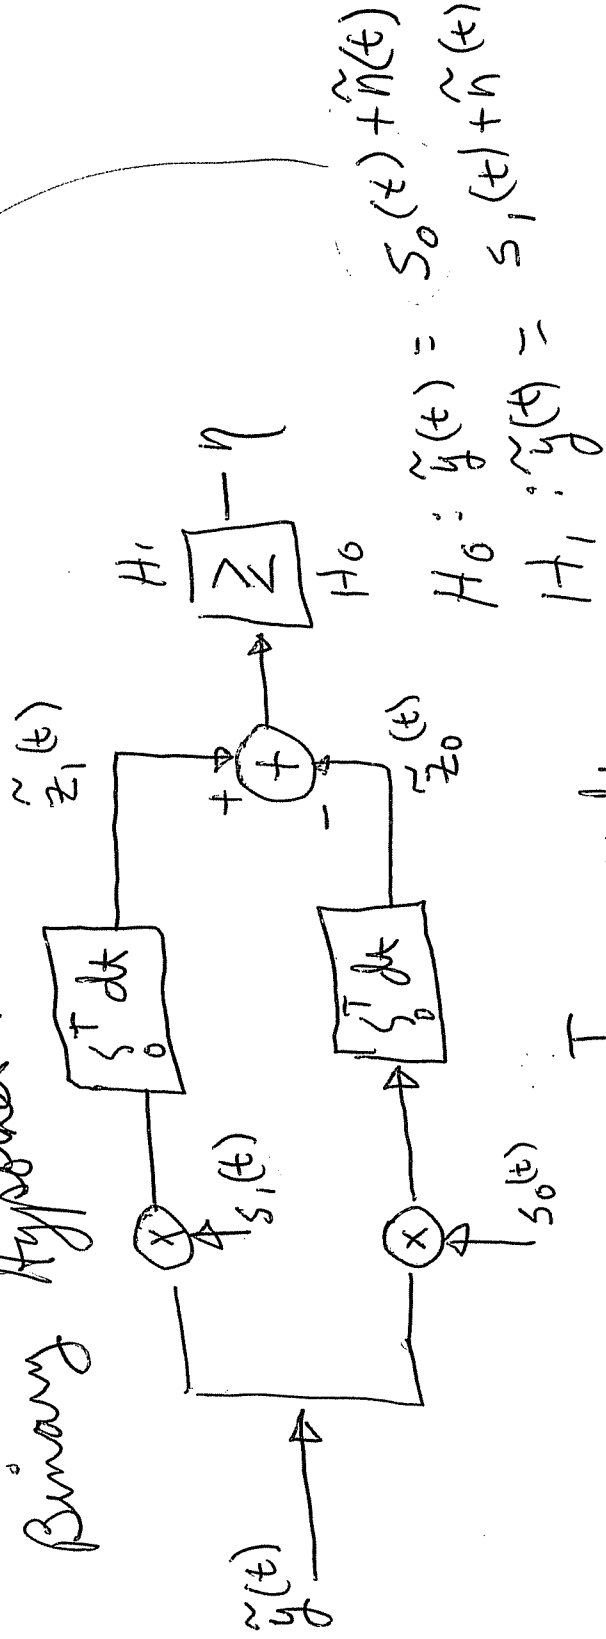 Binary Hypothesis
ỹ(t)
×
s₁(t)
∫₀ᵀ dt
z̃₁(t)
×
s₀(t)
∫₀ᵀ dt
z̃₀(t)
+
+
−
H₁
≷ — η
H₀
H₀ : ỹ(t) = s₀(t) + ñ(t)
H₁ : ỹ(t) = s₁(t) + ñ(t)
T